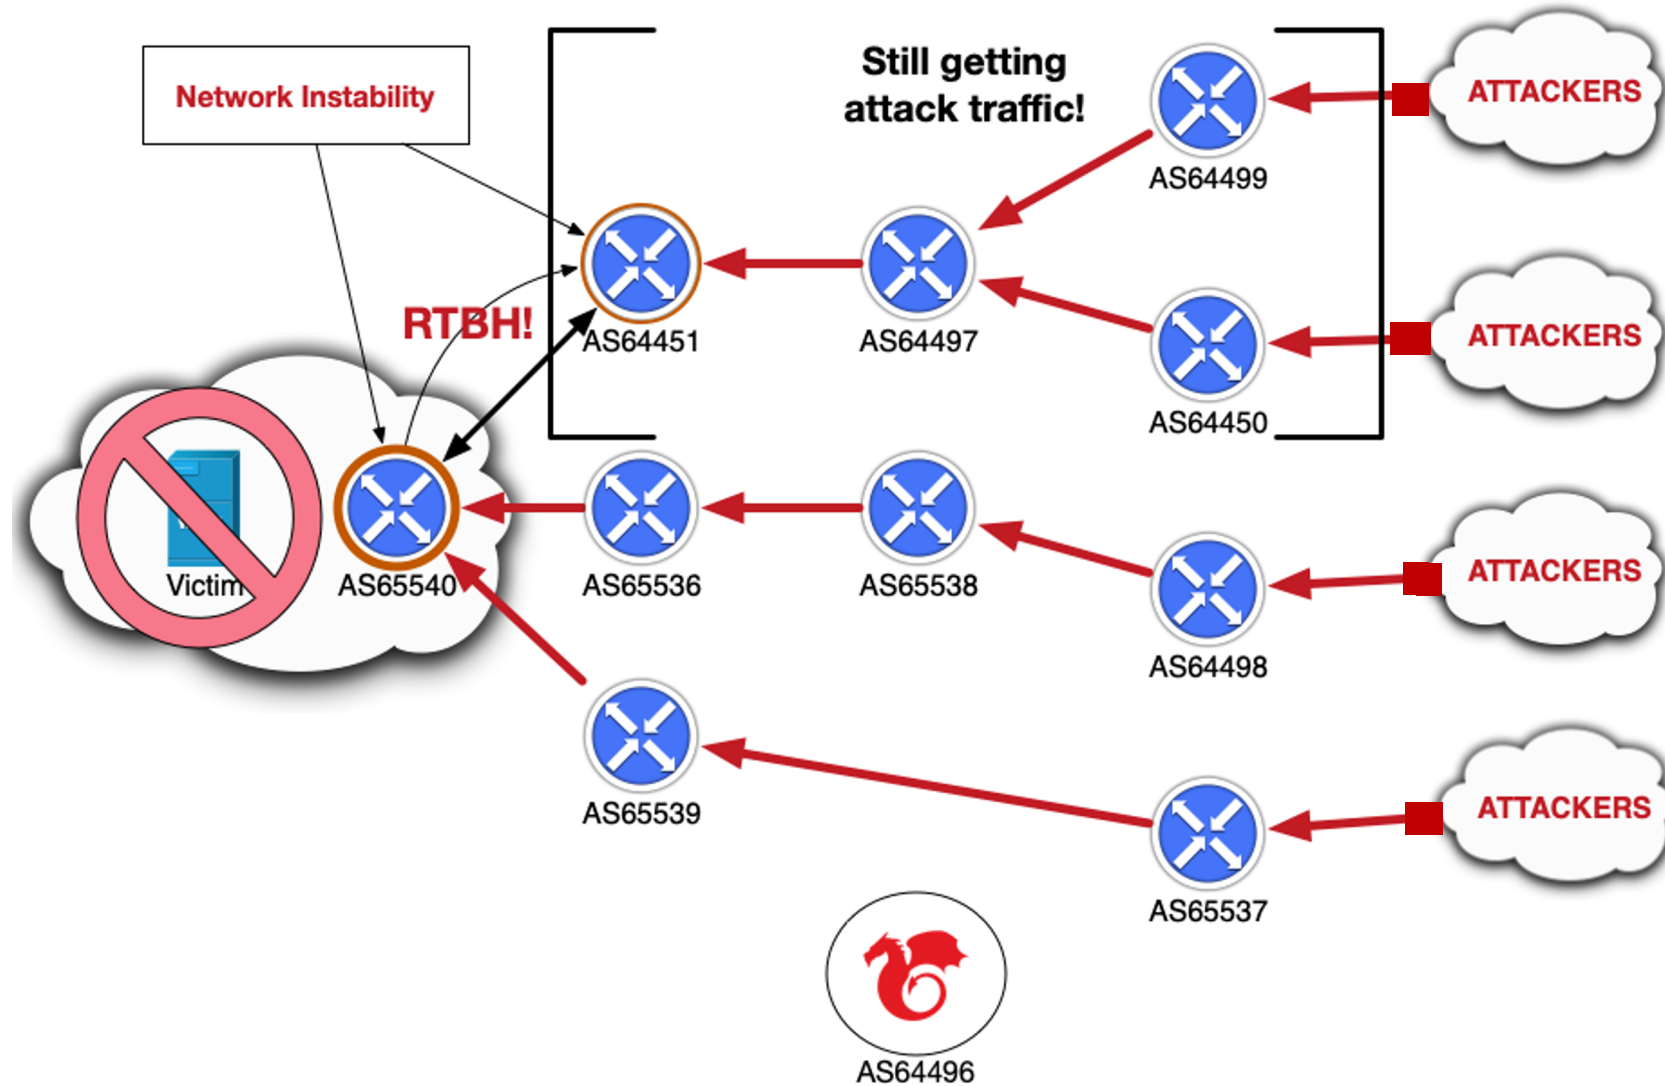 Network Instability
Still getting
attack traffic!
ATTACKERS
AS64499
RTBH!
AS64451
AS64497
ATTACKERS
AS64450
Victim
AS65540
AS65536
AS65538
ATTACKERS
AS64498
AS65539
ATTACKERS
AS65537
AS64496